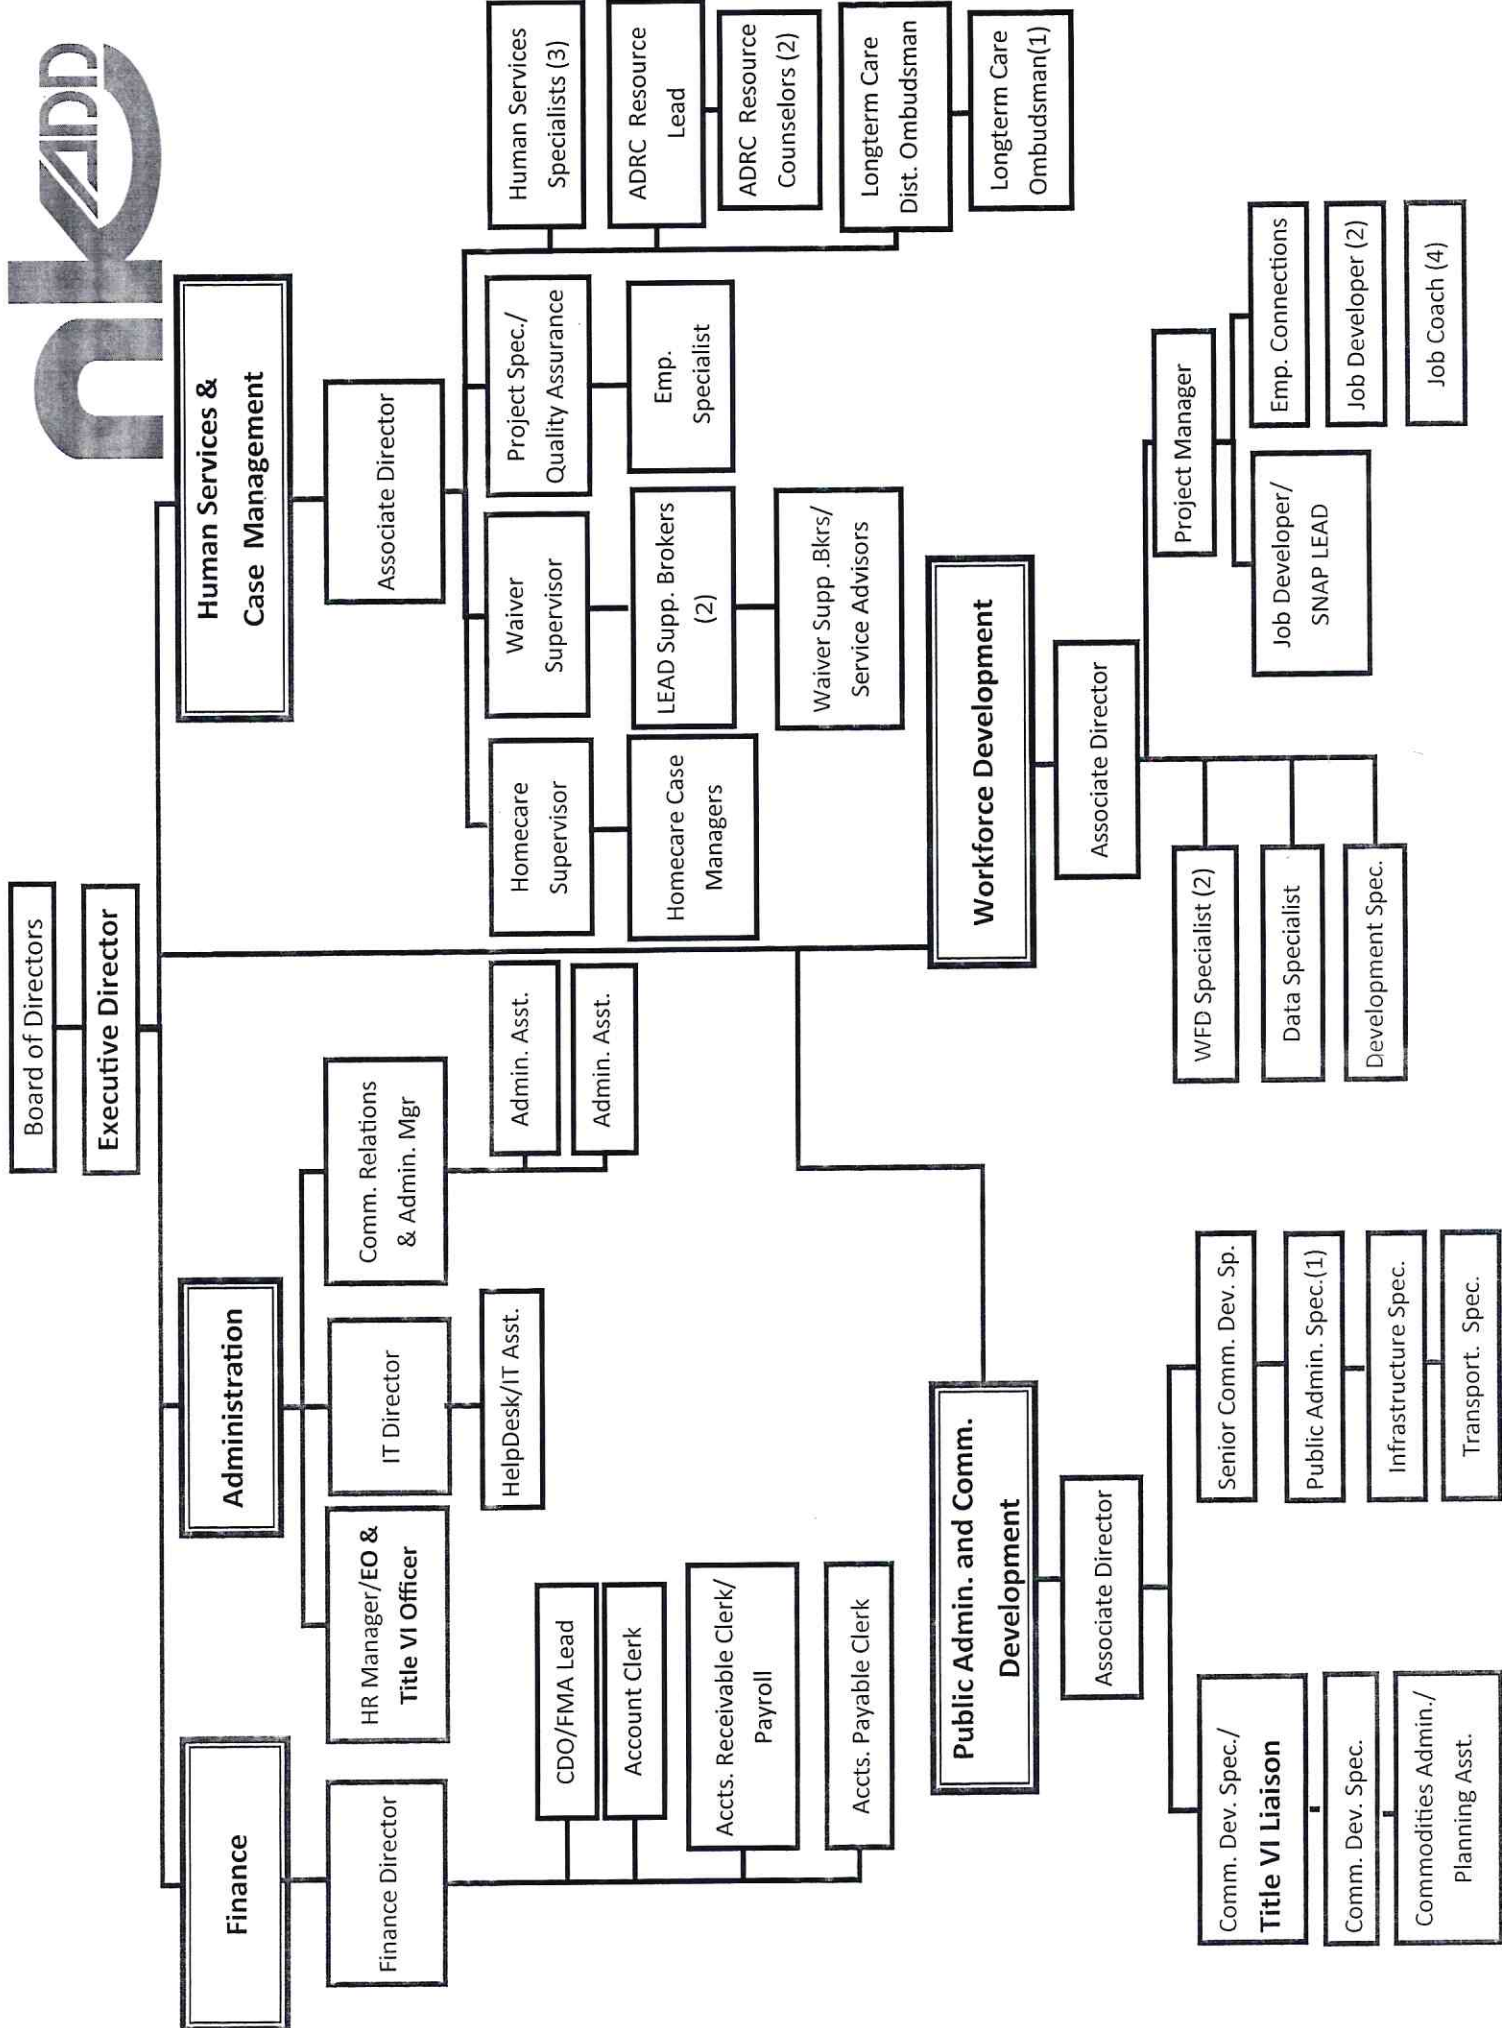 nkADD
Board of Directors
Executive Director
Finance
Finance Director
CDO/FMA Lead
Account Clerk
Accts. Receivable Clerk/
Payroll
Accts. Payable Clerk
Administration
HR Manager/EO &
Title VI Officer
IT Director
HelpDesk/IT Asst.
Comm. Relations
& Admin. Mgr
Admin. Asst.
Admin. Asst.
Human Services &
Case Management
Associate Director
Homecare
Supervisor
Homecare Case
Managers
Waiver
Supervisor
LEAD Supp. Brokers
(2)
Waiver Supp .Bkrs/
Service Advisors
Project Spec./
Quality Assurance
Emp.
Specialist
Human Services
Specialists (3)
ADRC Resource
Lead
ADRC Resource
Counselors (2)
Longterm Care
Dist. Ombudsman
Longterm Care
Ombudsman(1)
Public Admin. and Comm.
Development
Associate Director
Comm. Dev. Spec./
Title VI Liaison
Comm. Dev. Spec.
Commodities Admin./
Planning Asst.
Senior Comm. Dev. Sp.
Public Admin. Spec.(1)
Infrastructure Spec.
Transport. Spec.
Workforce Development
Associate Director
WFD Specialist (2)
Data Specialist
Development Spec.
Project Manager
Job Developer/
SNAP LEAD
Emp. Connections
Job Developer (2)
Job Coach (4)